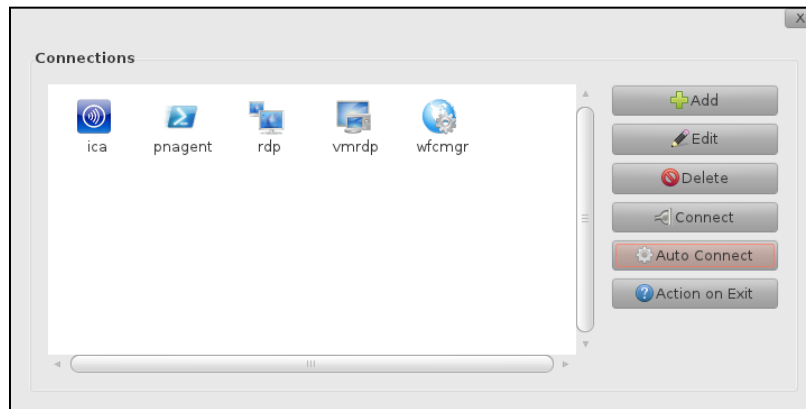 X
Connections
ica
pnagent
rdp
vmrdp
wfcmgr
Add
Edit
Delete
Connect
Auto Connect
Action on Exit